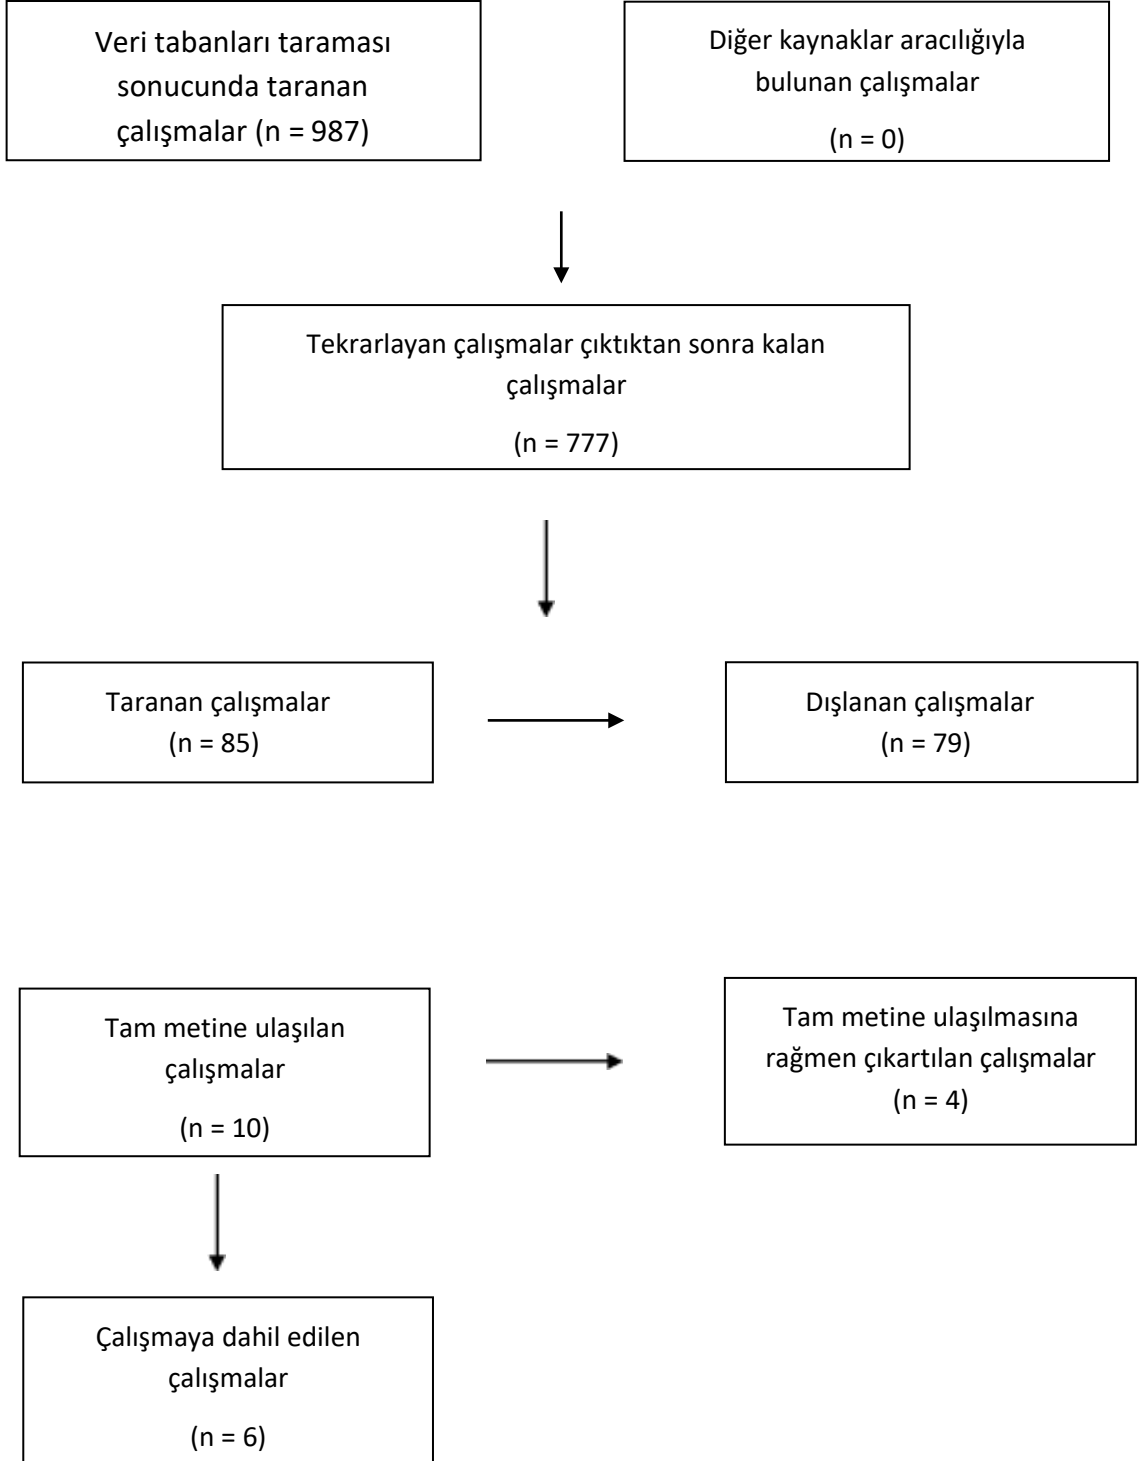 Veri tabanları taraması
sonucunda taranan
çalışmalar (n = 987)
Diğer kaynaklar aracılığıyla
bulunan çalışmalar
(n = 0)
Tekrarlayan çalışmalar çıktıktan sonra kalan
çalışmalar
(n = 777)
Taranan çalışmalar
(n = 85)
Dışlanan çalışmalar
(n = 79)
Tam metine ulaşılan
çalışmalar
(n = 10)
Tam metine ulaşılmasına
rağmen çıkartılan çalışmalar
(n = 4)
Çalışmaya dahil edilen
çalışmalar
(n = 6)